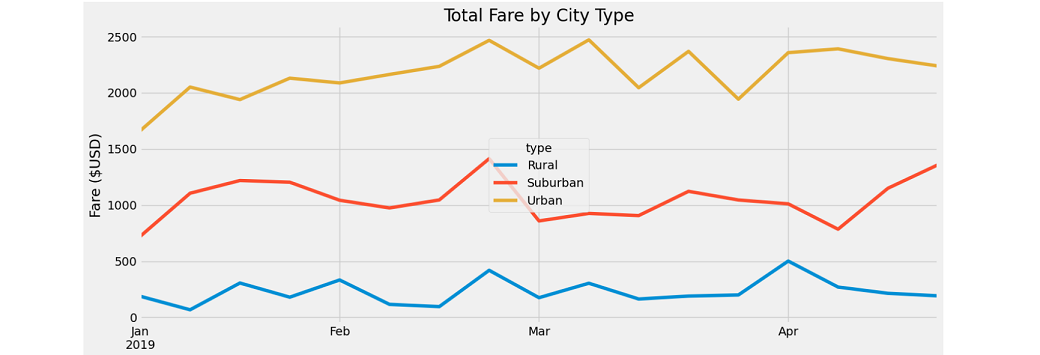 Total Fare by City Type
Fare ($USD)
2500
2000
1500
1000
500
0
type
Rural
Suburban
Urban
Jan
2019
Feb
Mar
Apr